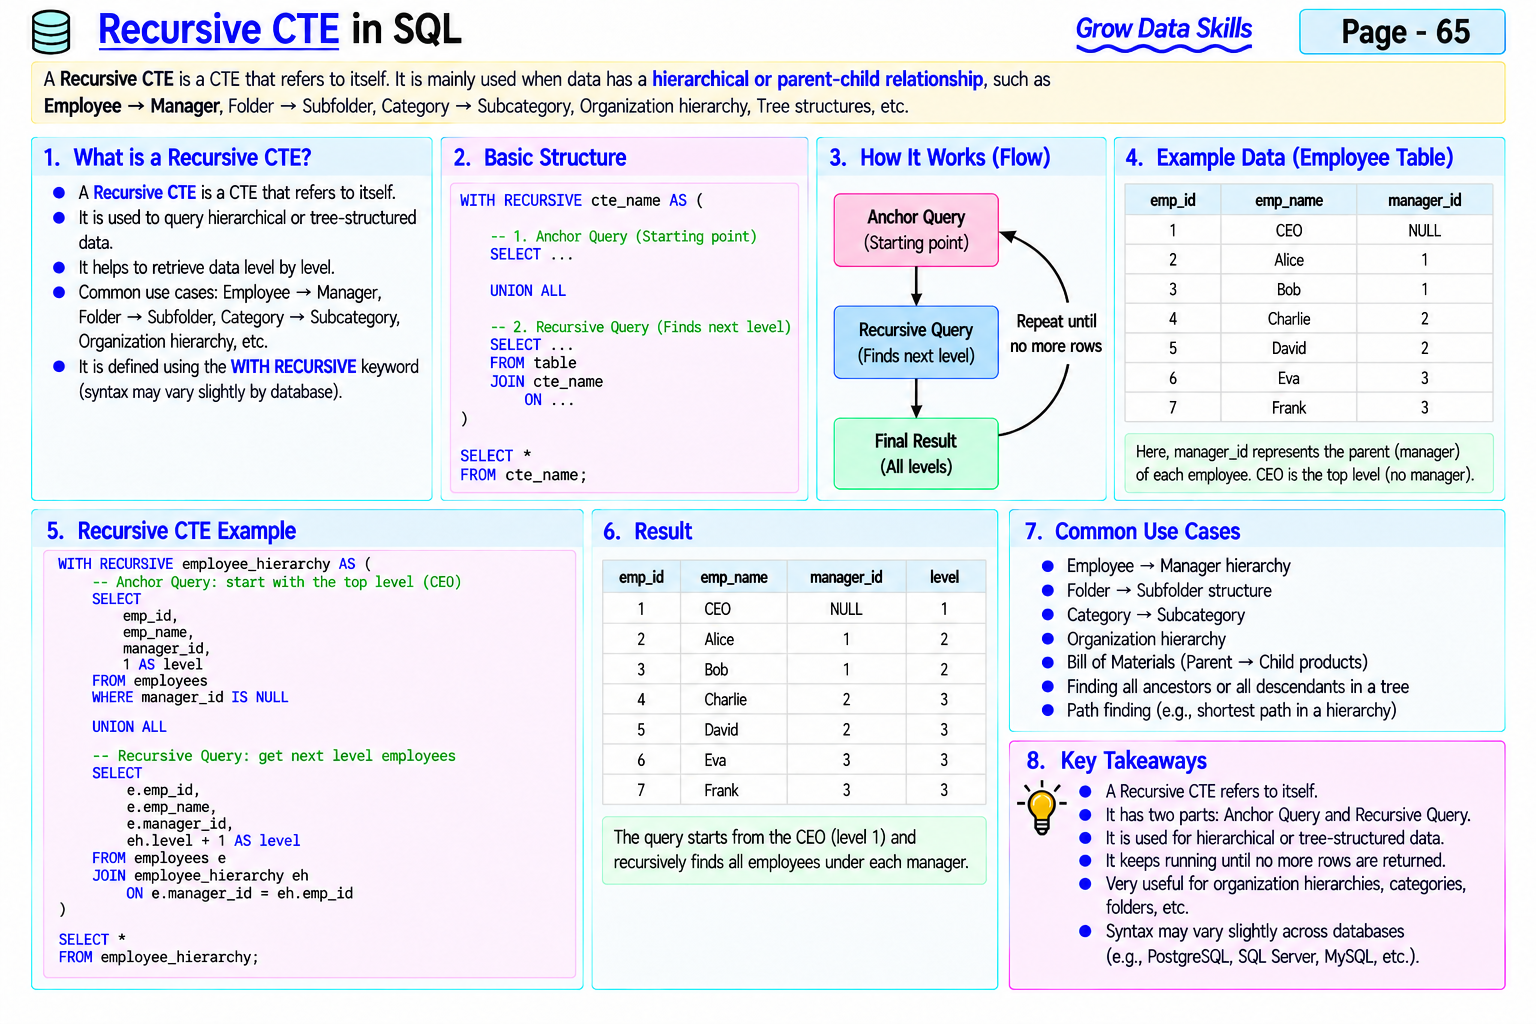 Recursive CTE in SQL
Grow Data Skills
Page - 65
A Recursive CTE is a CTE that refers to itself. It is mainly used when data has a hierarchical or parent-child relationship, such as
Employee → Manager, Folder → Subfolder, Category → Subcategory, Organization hierarchy, Tree structures, etc.
1. What is a Recursive CTE?
● A Recursive CTE is a CTE that refers to itself.
● It is used to query hierarchical or tree-structured
data.
● It helps to retrieve data level by level.
● Common use cases: Employee → Manager,
Folder → Subfolder, Category → Subcategory,
Organization hierarchy, etc.
● It is defined using the WITH RECURSIVE keyword
(syntax may vary slightly by database).
2. Basic Structure
WITH RECURSIVE cte_name AS (
-- 1. Anchor Query (Starting point)
SELECT ...
UNION ALL
-- 2. Recursive Query (Finds next level)
SELECT ...
FROM table
JOIN cte_name
ON ...
)
SELECT *
FROM cte_name;
3. How It Works (Flow)
Anchor Query
(Starting point)
Recursive Query
(Finds next level)
Repeat until
no more rows
Final Result
(All levels)
4. Example Data (Employee Table)
emp_id emp_name manager_id
1 CEO NULL
2 Alice 1
3 Bob 1
4 Charlie 2
5 David 2
6 Eva 3
7 Frank 3
Here, manager_id represents the parent (manager)
of each employee. CEO is the top level (no manager).
5. Recursive CTE Example
WITH RECURSIVE employee_hierarchy AS (
-- Anchor Query: start with the top level (CEO)
SELECT
emp_id,
emp_name,
manager_id,
1 AS level
FROM employees
WHERE manager_id IS NULL
UNION ALL
-- Recursive Query: get next level employees
SELECT
e.emp_id,
e.emp_name,
e.manager_id,
eh.level + 1 AS level
FROM employees e
JOIN employee_hierarchy eh
ON e.manager_id = eh.emp_id
)
SELECT *
FROM employee_hierarchy;
6. Result
emp_id emp_name manager_id level
1 CEO NULL 1
2 Alice 1 2
3 Bob 1 2
4 Charlie 2 3
5 David 2 3
6 Eva 3 3
7 Frank 3 3
The query starts from the CEO (level 1) and
recursively finds all employees under each manager.
7. Common Use Cases
● Employee → Manager hierarchy
● Folder → Subfolder structure
● Category → Subcategory
● Organization hierarchy
● Bill of Materials (Parent → Child products)
● Finding all ancestors or all descendants in a tree
● Path finding (e.g., shortest path in a hierarchy)
8. Key Takeaways
● A Recursive CTE refers to itself.
● It has two parts: Anchor Query and Recursive Query.
● It is used for hierarchical or tree-structured data.
● It keeps running until no more rows are returned.
● Very useful for organization hierarchies, categories,
folders, etc.
● Syntax may vary slightly across databases
(e.g., PostgreSQL, SQL Server, MySQL, etc.).